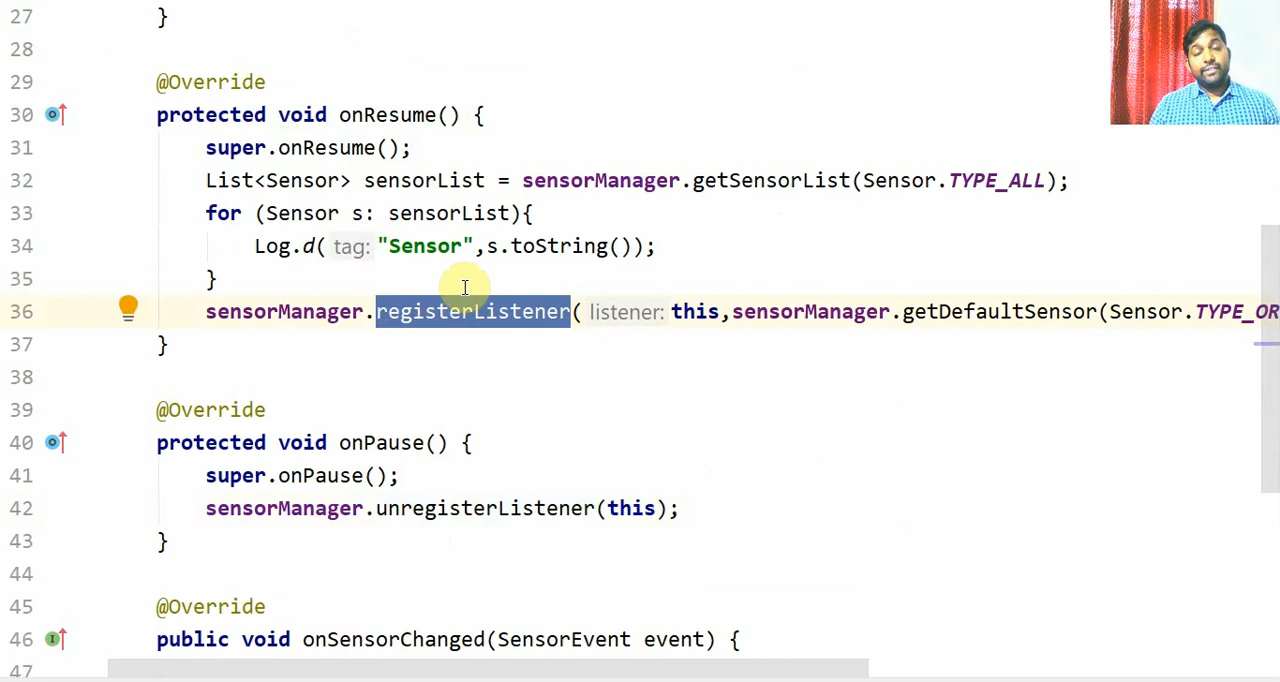 27 }
28
29 @Override
30 protected void onResume() {
31 super.onResume();
32 List<Sensor> sensorList = sensorManager.getSensorList(Sensor.TYPE_ALL);
33 for (Sensor s: sensorList){
34 Log.d( tag: "Sensor",s.toString());
35 }
36 sensorManager.registerListener( listener: this,sensorManager.getDefaultSensor(Sensor.TYPE_OR
37 }
38
39 @Override
40 protected void onPause() {
41 super.onPause();
42 sensorManager.unregisterListener(this);
43 }
44
45 @Override
46 public void onSensorChanged(SensorEvent event) {
47